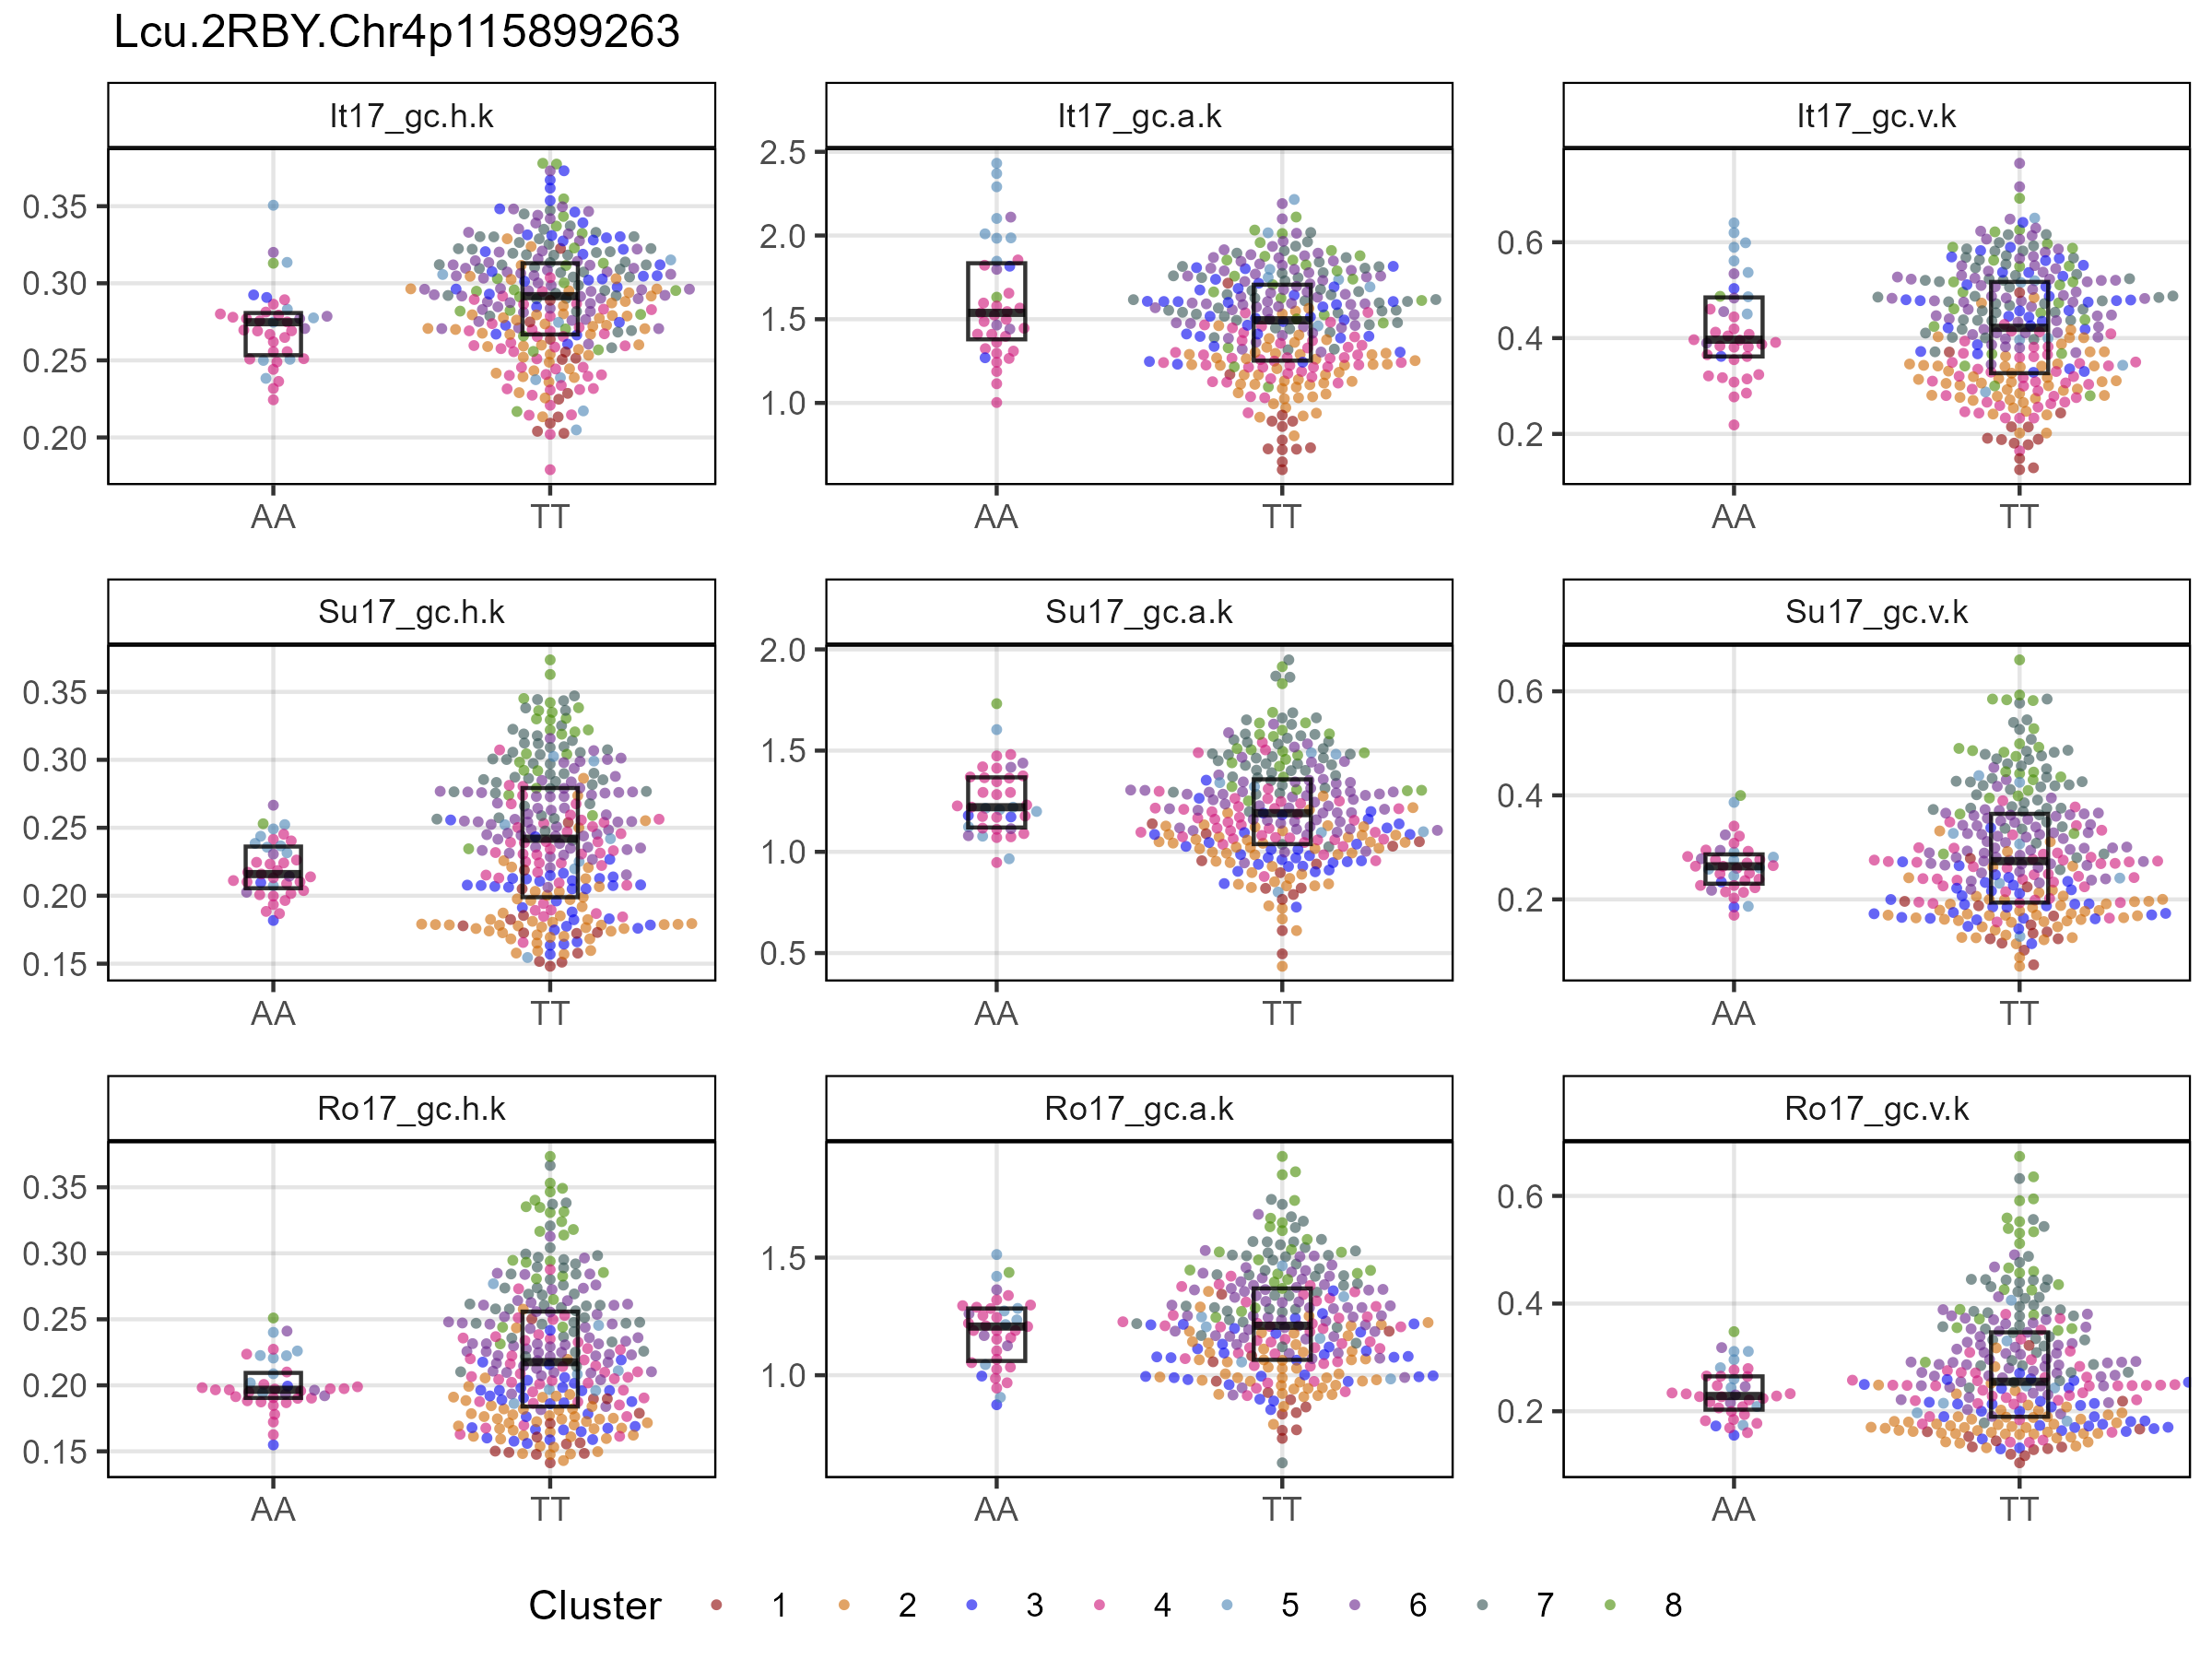 Lcu.2RBY.Chr4p115899263
It17_gc.h.k It17_gc.a.k It17_gc.v.k
0.35 0.30 0.25 0.20
2.5 2.0 1.5 1.0
0.6 0.4 0.2
AA TT AA TT AA TT
Su17_gc.h.k Su17_gc.a.k Su17_gc.v.k
0.35 0.30 0.25 0.20 0.15
2.0 1.5 1.0 0.5
0.6 0.4 0.2
AA TT AA TT AA TT
Ro17_gc.h.k Ro17_gc.a.k Ro17_gc.v.k
0.35 0.30 0.25 0.20 0.15
1.5 1.0
0.6 0.4 0.2
AA TT AA TT AA TT
Cluster 1 2 3 4 5 6 7 8